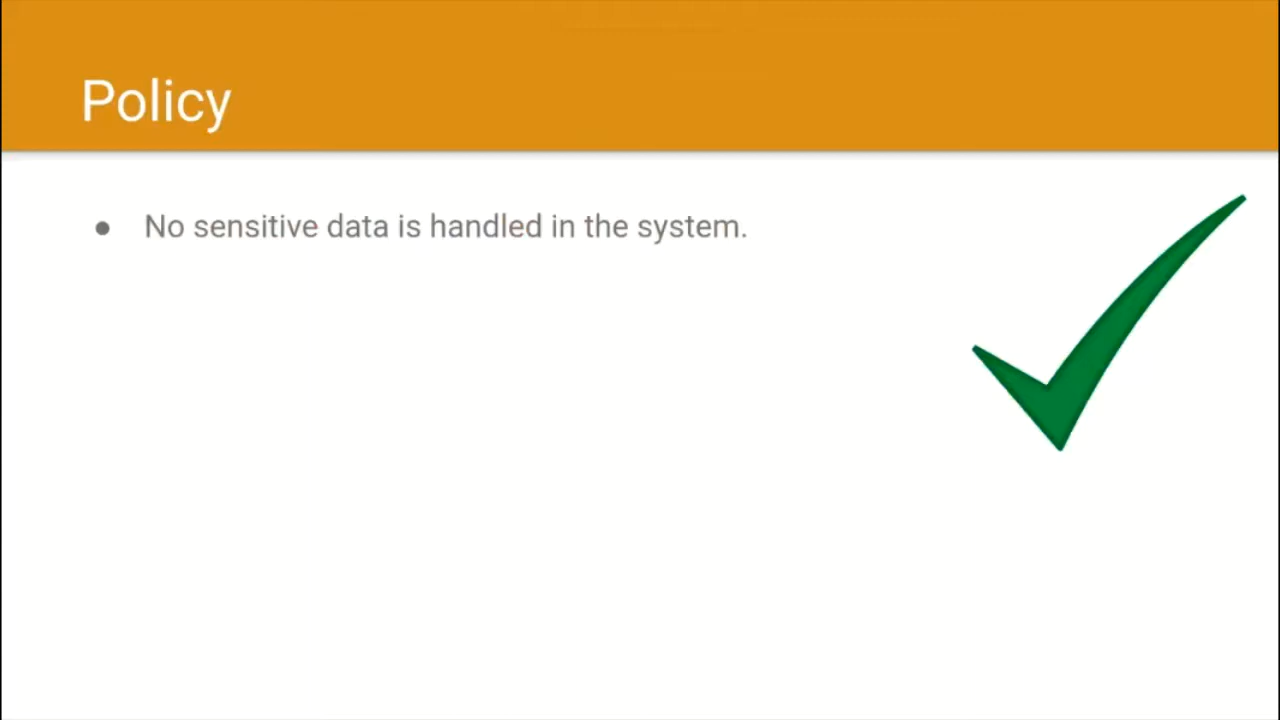 Policy
● No sensitive data is handled in the system.